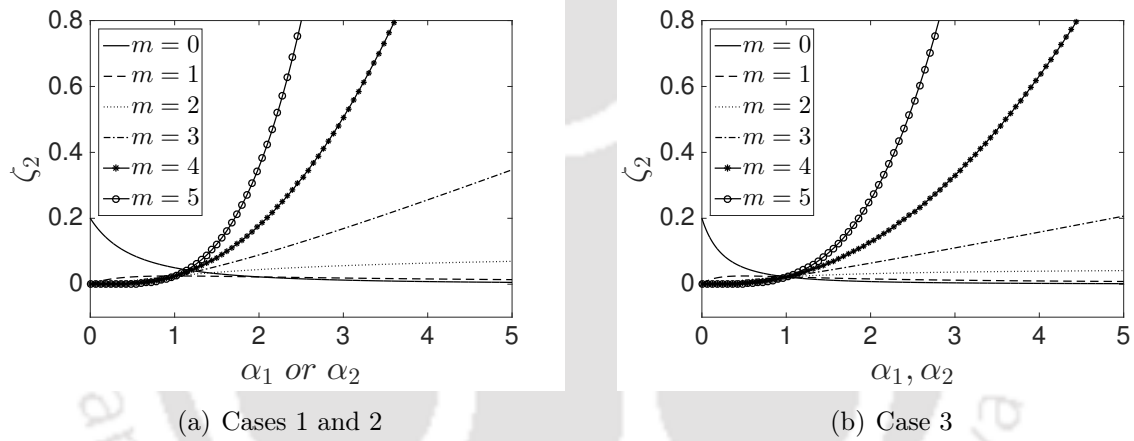 0.8
0.6
0.4
0.2
0
ζ₂
m = 0
m = 1
m = 2
m = 3
m = 4
m = 5
0 1 2 3 4 5
α₁ or α₂
(a) Cases 1 and 2
0.8
0.6
0.4
0.2
0
ζ₂
m = 0
m = 1
m = 2
m = 3
m = 4
m = 5
0 1 2 3 4 5
α₁, α₂
(b) Case 3